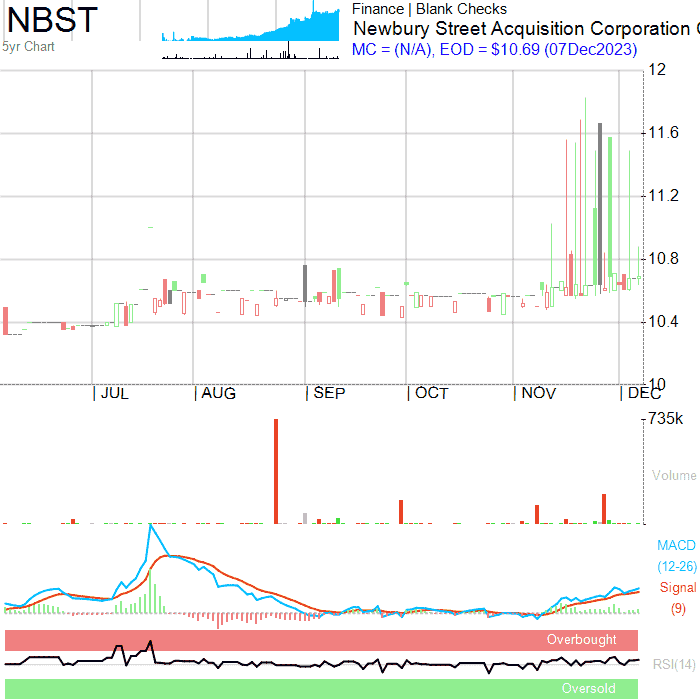 NBST
5yr Chart
Finance | Blank Checks
Newbury Street Acquisition Corporation
MC = (N/A), EOD = $10.69 (07Dec2023)
12
11.6
11.2
10.8
10.4
10
JUL AUG SEP OCT NOV DEC
735k
Volume
MACD
(12-26)
Signal
(9)
Overbought
RSI(14)
Oversold